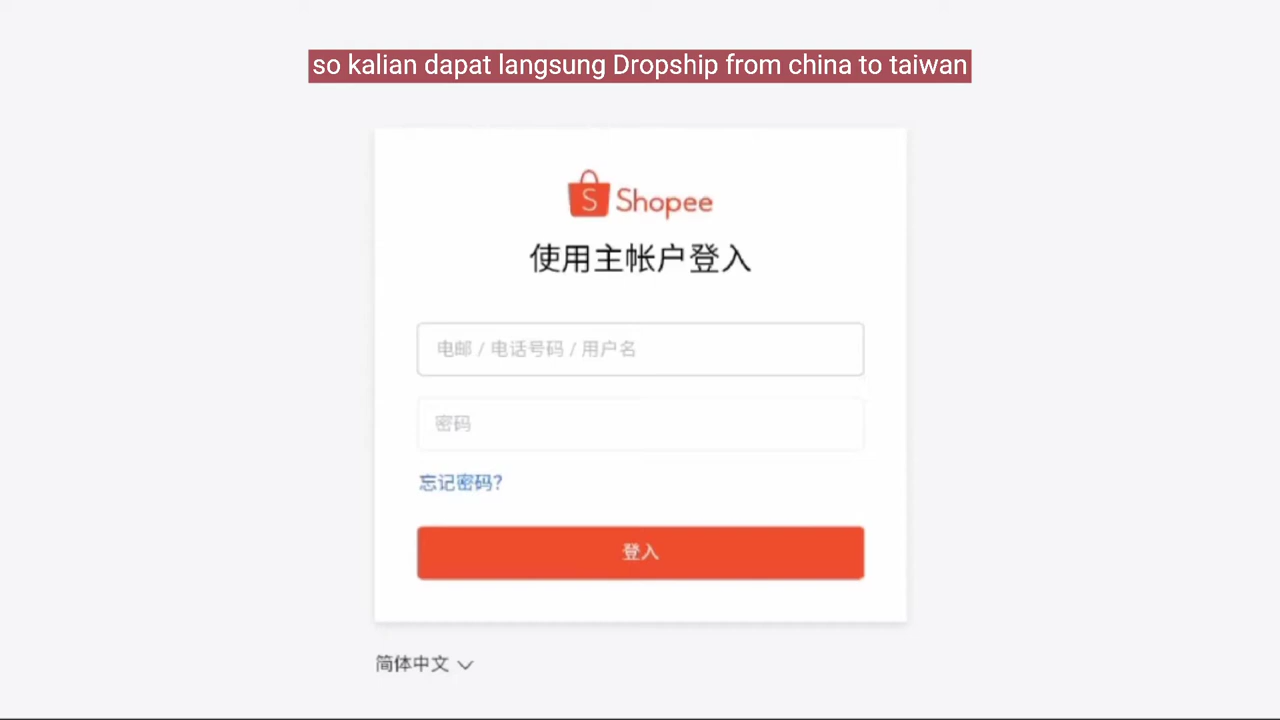 so kalian dapat langsung Dropship from china to taiwan
S Shopee
使用主帐户登入
电邮 / 电话号码 / 用户名
密码
忘记密码?
登入
简体中文